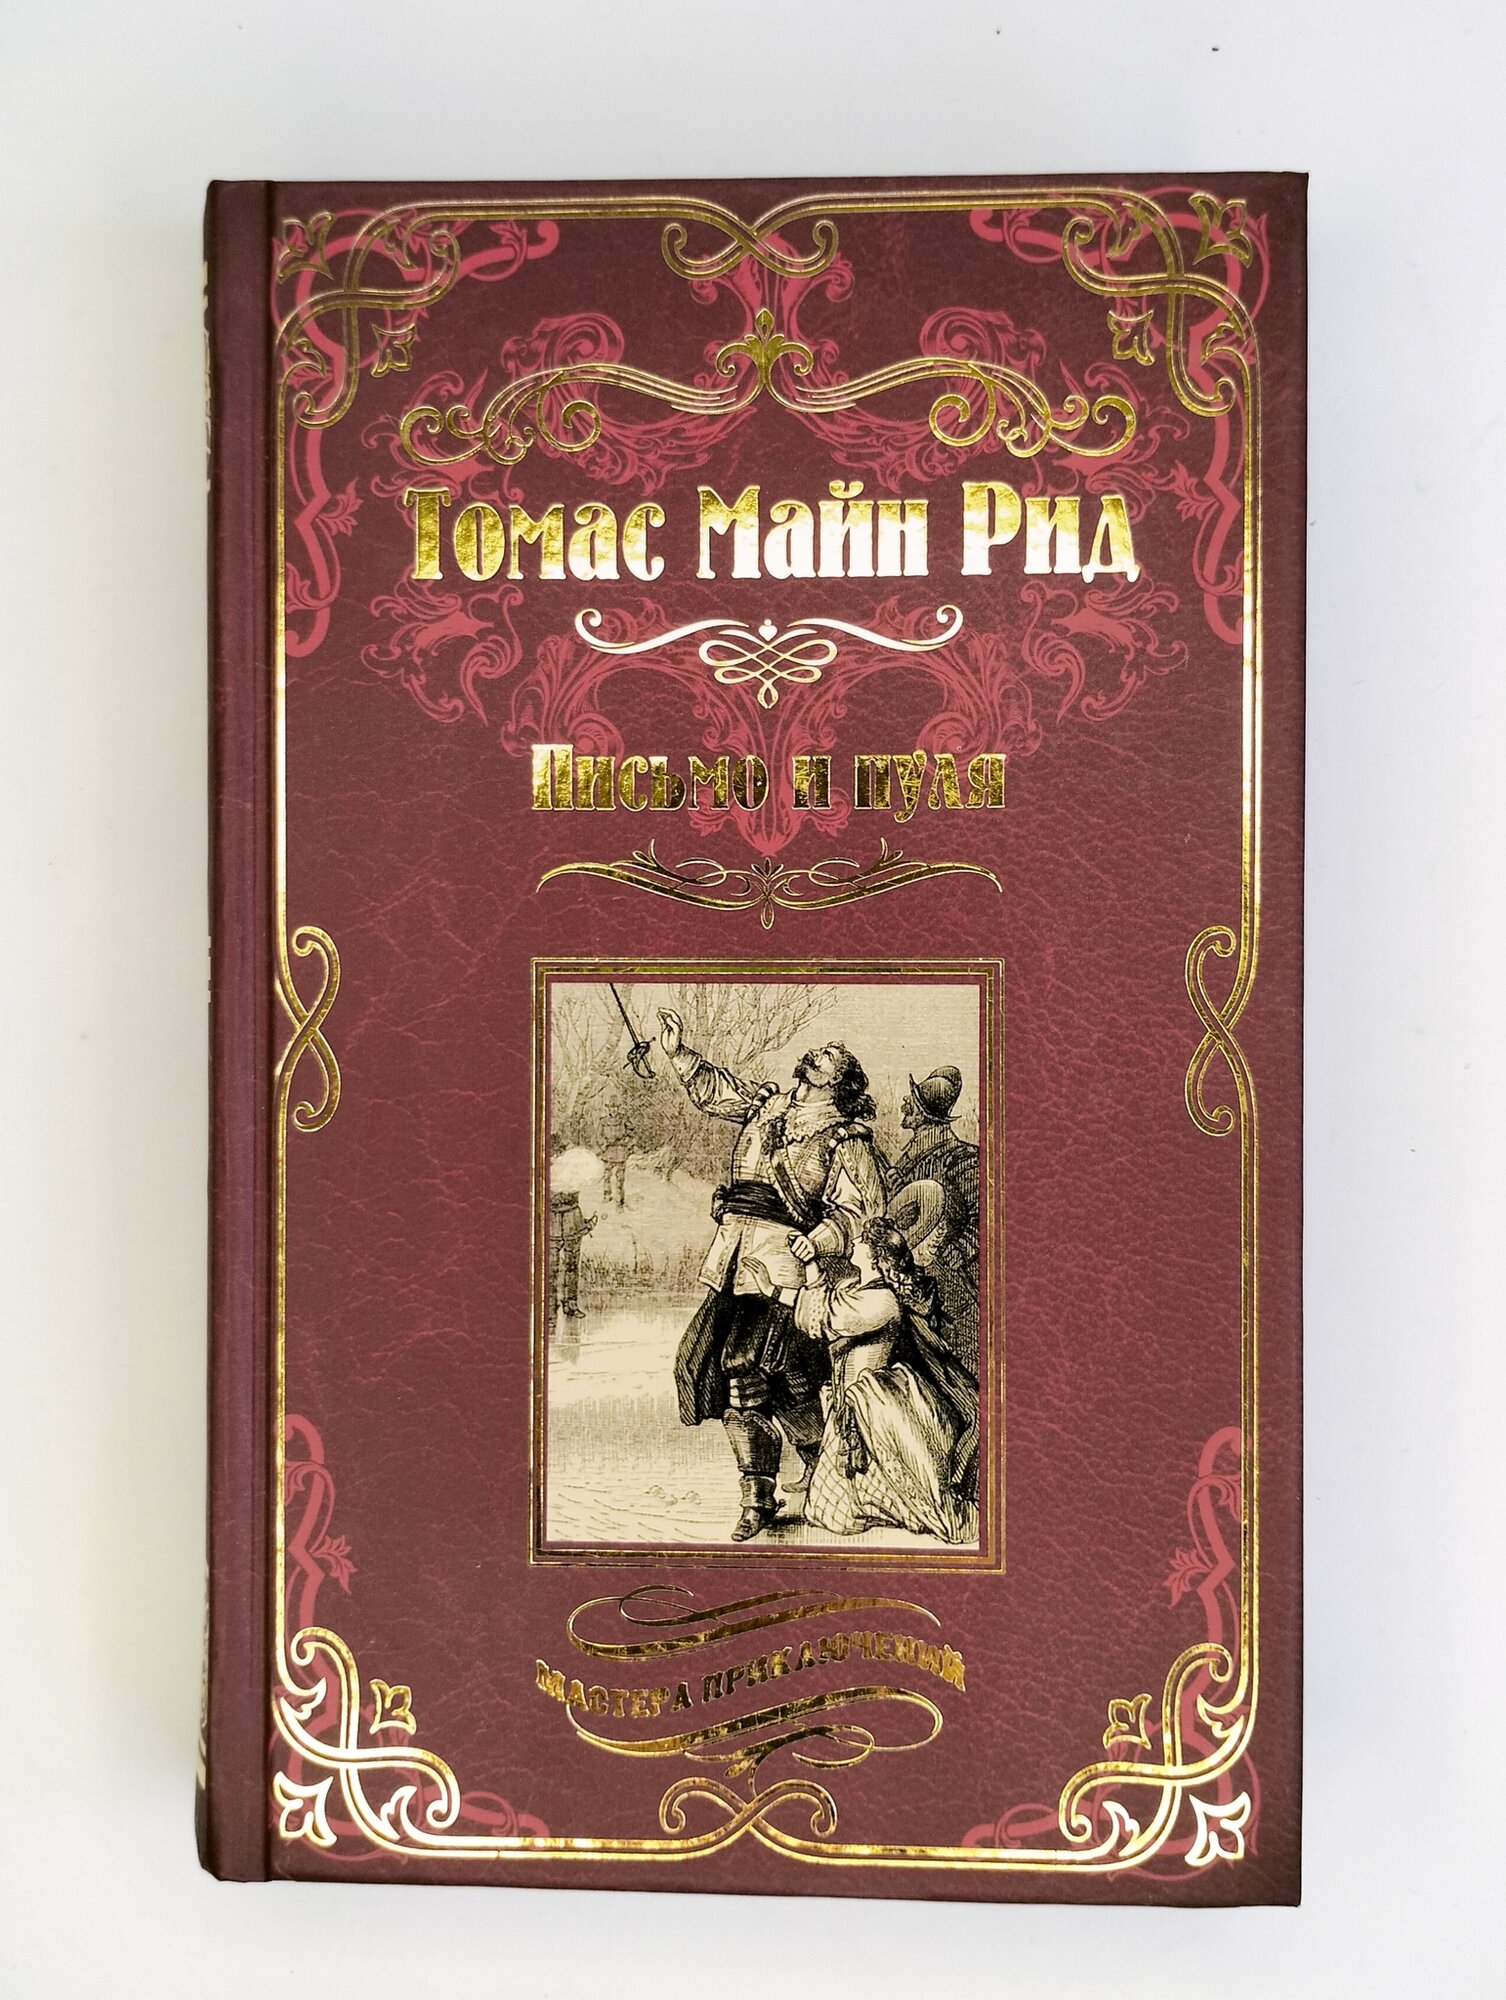 Томас Майн Рид
Письмо и пуля
МАСТЕРА ПРИКЛЮЧЕНИЙ